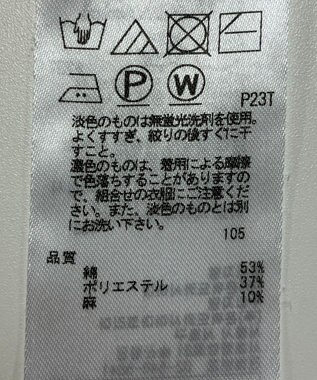 P W
P23T
淡色のものは無蛍光洗剤を使用。
よくすすぎ、絞りの後すぐに干
すこと。
濃色のものは、着用による摩擦
で色落ちすることがありますの
で、組合せの衣服にご注意くだ
さい。また、淡色のものとは別
にお洗い下さい。
105
品質
綿 53%
ポリエステル 37%
麻 10%